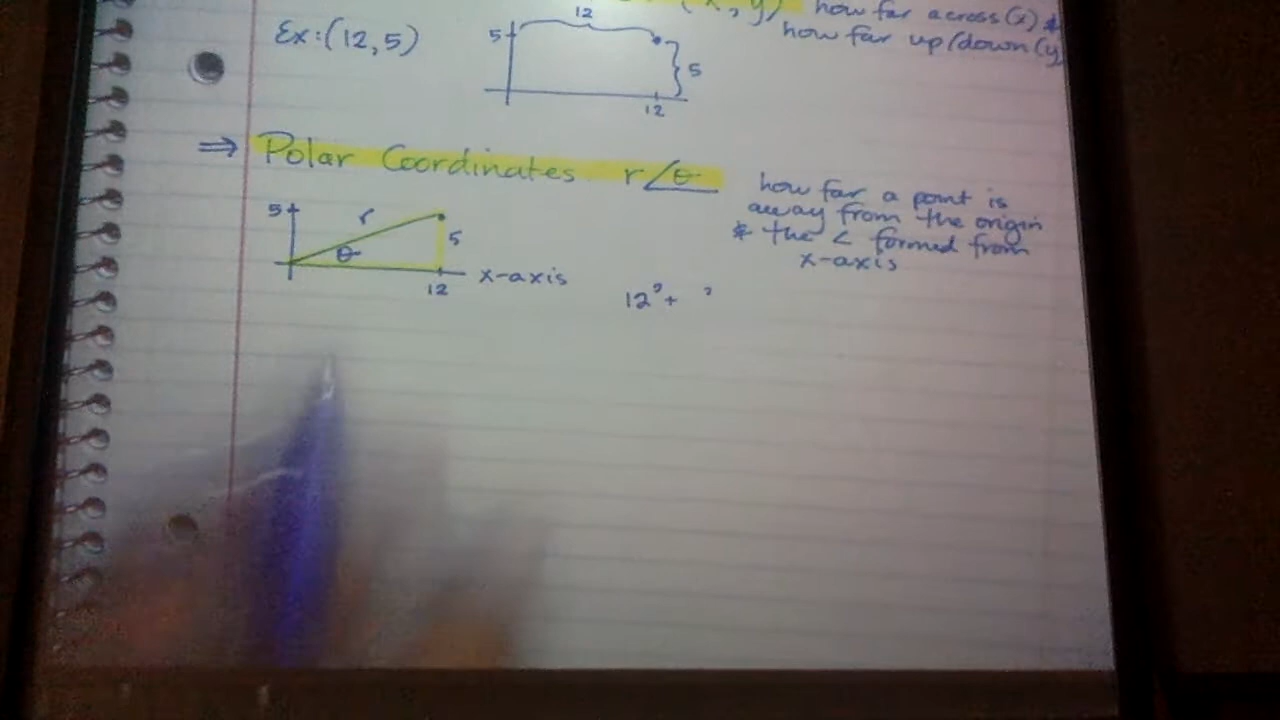 (x, y) how far across (x) &
how far up/down (y
Ex: (12, 5)
12
5
5
12
⇒ Polar Coordinates r∠θ
how far a point is
away from the origin
& the ∠ formed from
x-axis
5
r
θ
5
12
x-axis
12² + ²